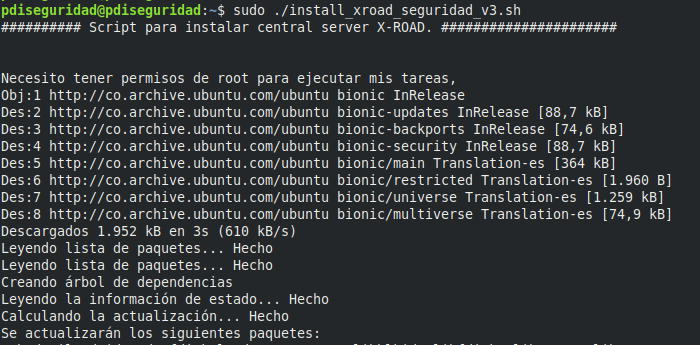 pdiseguridad@pdiseguridad:~$ sudo ./install_xroad_seguridad_v3.sh
########## Script para instalar central server X-ROAD. ######################
Necesito tener permisos de root para ejecutar mis tareas,
Obj:1 http://co.archive.ubuntu.com/ubuntu bionic InRelease
Des:2 http://co.archive.ubuntu.com/ubuntu bionic-updates InRelease [88,7 kB]
Des:3 http://co.archive.ubuntu.com/ubuntu bionic-backports InRelease [74,6 kB]
Des:4 http://co.archive.ubuntu.com/ubuntu bionic-security InRelease [88,7 kB]
Des:5 http://co.archive.ubuntu.com/ubuntu bionic/main Translation-es [364 kB]
Des:6 http://co.archive.ubuntu.com/ubuntu bionic/restricted Translation-es [1.960 B]
Des:7 http://co.archive.ubuntu.com/ubuntu bionic/universe Translation-es [1.259 kB]
Des:8 http://co.archive.ubuntu.com/ubuntu bionic/multiverse Translation-es [74,9 kB]
Descargados 1.952 kB en 3s (610 kB/s)
Leyendo lista de paquetes... Hecho
Leyendo lista de paquetes... Hecho
Creando árbol de dependencias
Leyendo la información de estado... Hecho
Calculando la actualización... Hecho
Se actualizarán los siguientes paquetes: